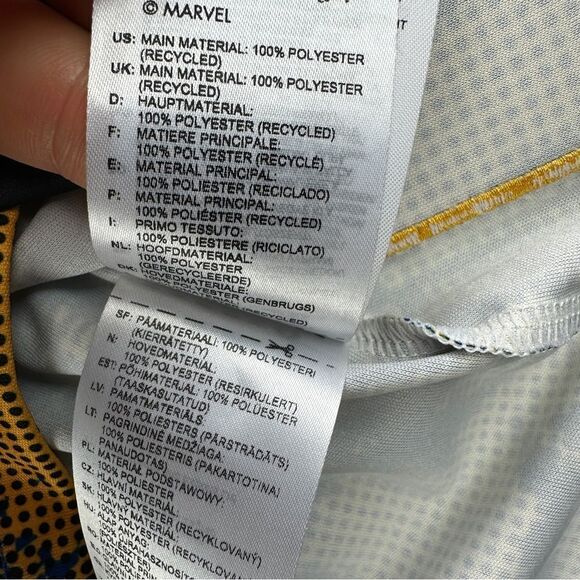 © MARVEL
US: MAIN MATERIAL: 100% POLYESTER
(RECYCLED)
UK: MAIN MATERIAL: 100% POLYESTER
(RECYCLED)
D: HAUPTMATERIAL:
100% POLYESTER (RECYCLED)
F: MATIERE PRINCIPALE:
100% POLYESTER (RECYCLÉ)
E: MATERIAL PRINCIPAL:
100% POLIESTER (RECICLADO)
P: MATERIAL PRINCIPAL:
100% POLIÉSTER (RECYCLED)
I: PRIMO TESSUTO:
100% POLIESTERE (RICICLATO)
NL: HOOFDMATERIAAL:
100% POLYESTER
(GERECYCLEERDE)
DK: HOVEDMATERIALE:
100% POLYESTER (GENBRUGS)
SF: PÄÄMATERIAALI: 100% POLYESTERI
(KIERRÄTETTY)
N: HOVEDMATERIAL:
100% POLYESTER (RESIRKULERT)
EST: PÕHIMATERJAL: 100% POLÜESTER
(TAASKASUTATUD)
LV: PAMATMATERIĀLS:
100% POLIESTERS (PĀRSTRĀDĀTS)
LT: PAGRINDINĖ MEDŽIAGA:
100% POLIESTERIS (PAKARTOTINAI
PANAUDOTAS)
PL: MATERIAŁ PODSTAWOWY:
CZ: HLAVNÍ MATERIÁL:
SK: HLAVNÝ MATERIÁL:
HU: